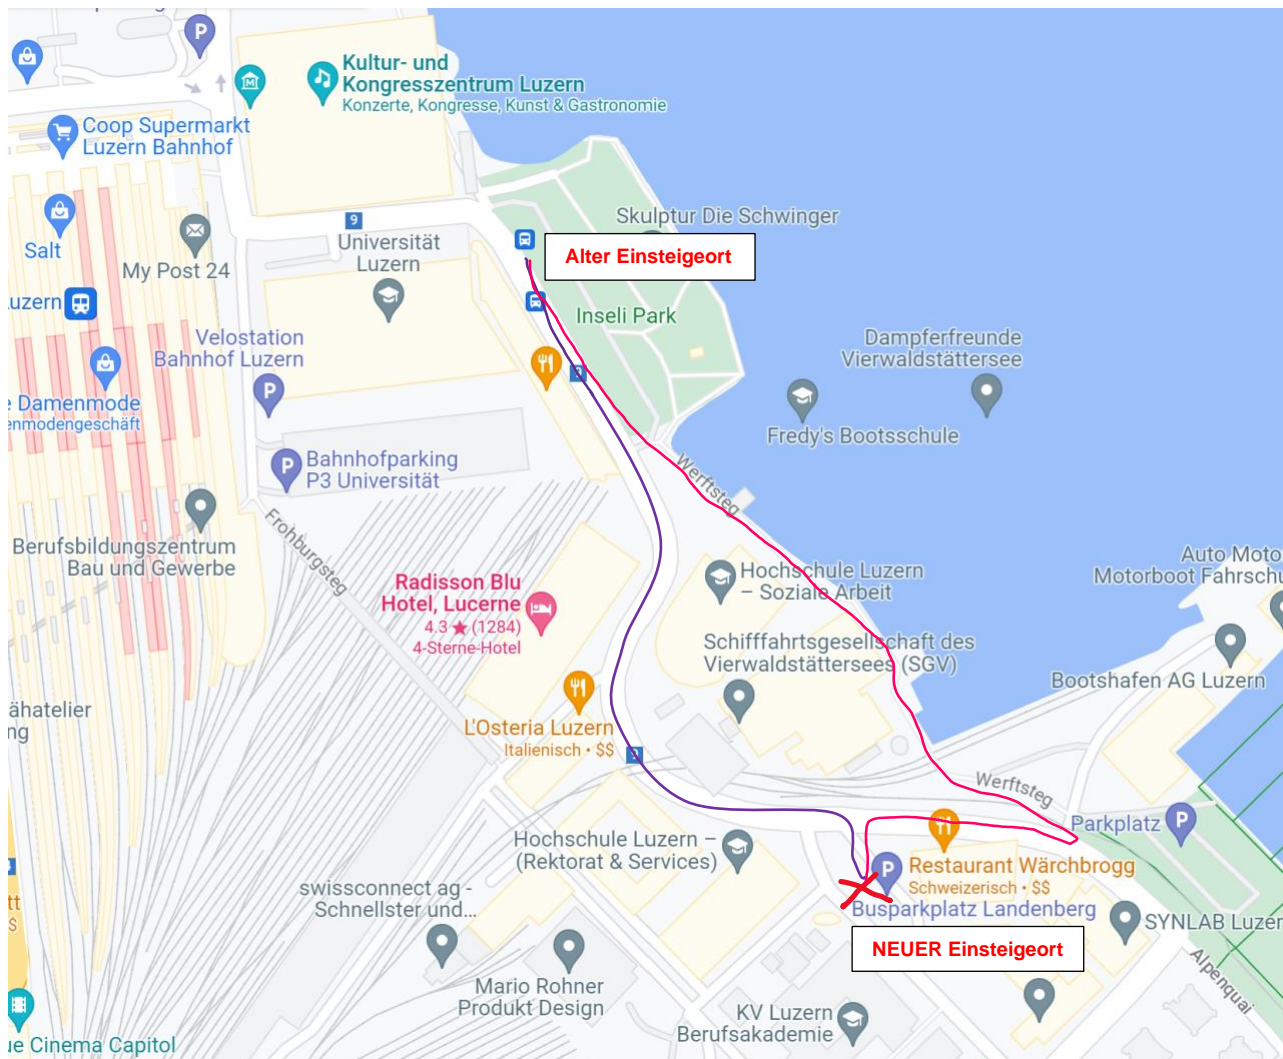 Kultur- und
Kongresszentrum Luzern
Konzerte, Kongresse, Kunst & Gastronomie
Coop Supermarkt
Luzern Bahnhof
Skulptur Die Schwinger
9
Universität
Luzern
Alter Einsteigeort
Salt
My Post 24
Inseli Park
Velostation
Bahnhof Luzern
Dampferfreunde
Vierwaldstättersee
Damenmode
Fredy's Bootsschule
Bahnhofparking
P3 Universität
Werftsteg
Frohburgsteg
Berufsbildungszentrum
Bau und Gewerbe
Hochschule Luzern
– Soziale Arbeit
Auto Moto
Motorboot Fahrschu
Radisson Blu
Hotel, Lucerne
4.3 ★ (1284)
4-Sterne-Hotel
Schifffahrtsgesellschaft des
Vierwaldstättersees (SGV)
Bootshafen AG Luzern
ähatelier
ng
L'Osteria Luzern
Italienisch • $$
9
Werftsteg
Parkplatz
P
Hochschule Luzern –
(Rektorat & Services)
Restaurant Wärchbrogg
Schweizerisch • $$
Busparkplatz Landenberg
swissconnect ag -
Schnellster und...
SYNLAB Luzer
NEUER Einsteigeort
Alpenquai
Mario Rohner
Produkt Design
KV Luzern
Berufsakademie
ue Cinema Capitol